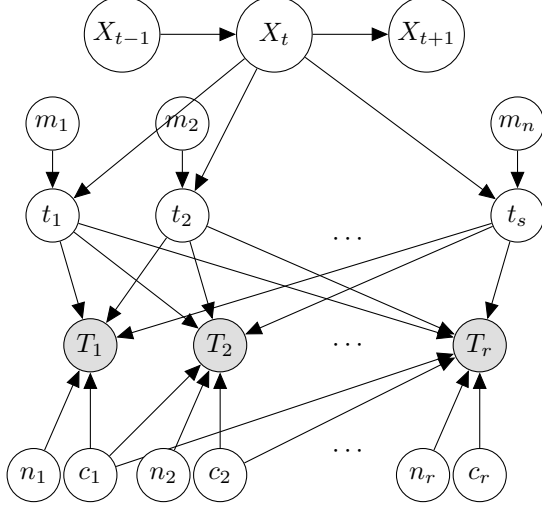 X_{t−1} X_t X_{t+1}
m_1 m_2 m_n
t_1 t_2 t_s
...
T_1 T_2 ... T_r
...
n_1 c_1 n_2 c_2 n_r c_r